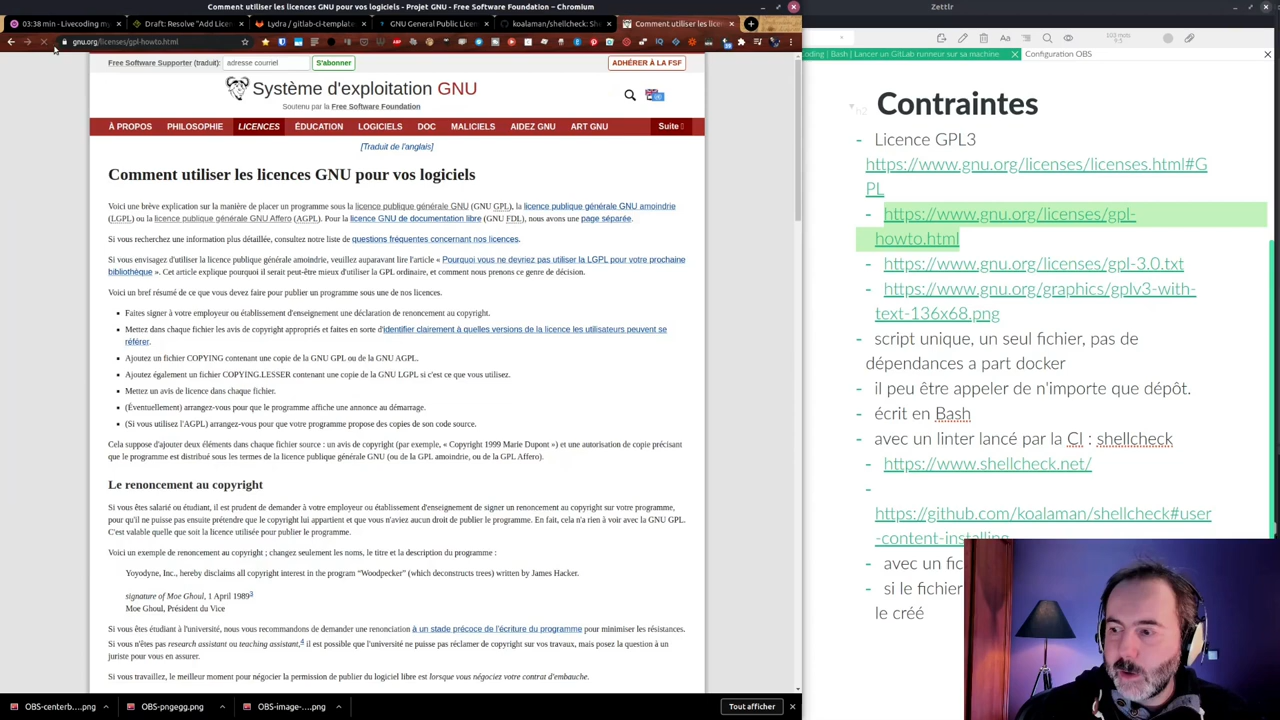 Comment utiliser les licences GNU pour vos logiciels - Projet GNU - Free Software Foundation – Chromium
Zettlr
03:38 min - Livecoding
Draft: Resolve "Add Licen
Lydra / gitlab-ci-template
GNU General Public Licen
koalaman/shellcheck: Sh
Comment utiliser les lice
gnu.org/licenses/gpl-howto.html
Bash | Lancer un GitLab runneur sur sa machine
Configuration OBS
Free Software Supporter (traduit):
adresse courriel
S'abonner
ADHÉRER À LA FSF
Système d'exploitation GNU
Soutenu par la Free Software Foundation
À PROPOS PHILOSOPHIE LICENCES ÉDUCATION LOGICIELS DOC MALICIELS AIDEZ GNU ART GNU Suite
[Traduit de l'anglais]
Comment utiliser les licences GNU pour vos logiciels
Voici une brève explication sur la manière de placer un programme sous la licence publique générale GNU (GNU GPL), la licence publique générale GNU amoindrie
(LGPL) ou la licence publique générale GNU Affero (AGPL). Pour la licence GNU de documentation libre (GNU FDL), nous avons une page séparée.
Si vous recherchez une information plus détaillée, consultez notre liste de questions fréquentes concernant nos licences.
Si vous envisagez d'utiliser la licence publique générale amoindrie, veuillez auparavant lire l'article « Pourquoi vous ne devriez pas utiliser la LGPL pour votre prochaine
bibliothèque ». Cet article explique pourquoi il serait peut-être mieux d'utiliser la GPL ordinaire, et comment nous prenons ce genre de décision.
Voici un bref résumé de ce que vous devez faire pour publier un programme sous une de nos licences.
Faites signer à votre employeur ou établissement d'enseignement une déclaration de renoncement au copyright.
Mettez dans chaque fichier les avis de copyright appropriés et faites en sorte d'identifier clairement à quelles versions de la licence les utilisateurs peuvent se
référer.
Ajoutez un fichier COPYING contenant une copie de la GNU GPL ou de la GNU AGPL.
Ajoutez également un fichier COPYING.LESSER contenant une copie de la GNU LGPL si c'est ce que vous utilisez.
Mettez un avis de licence dans chaque fichier.
(Éventuellement) arrangez-vous pour que le programme affiche une annonce au démarrage.
(Si vous utilisez l'AGPL) arrangez-vous pour que votre programme propose des copies de son code source.
Cela suppose d'ajouter deux éléments dans chaque fichier source : un avis de copyright (par exemple, « Copyright 1999 Marie Dupont ») et une autorisation de copie précisant
que le programme est distribué sous les termes de la licence publique générale GNU (ou de la GPL amoindrie, ou de la GPL Affero).
Le renoncement au copyright
Si vous êtes salarié ou étudiant, il est prudent de demander à votre employeur ou établissement d'enseignement de signer un renoncement au copyright sur votre programme,
pour qu'il ne puisse pas ensuite prétendre que le copyright lui appartient et que vous n'aviez aucun droit de publier le programme. En fait, cela n'a rien à voir avec la GNU GPL.
C'est valable quelle que soit la licence utilisée pour publier le programme.
Voici un exemple de renoncement au copyright ; changez seulement les noms, le titre et la description du programme :
Yoyodyne, Inc., hereby disclaims all copyright interest in the program “Woodpecker” (which deconstructs trees) written by James Hacker.
signature of Moe Ghoul, 1 April 1989³
Moe Ghoul, Président du Vice
Si vous êtes étudiant à l'université, nous vous recommandons de demander une renonciation à un stade précoce de l'écriture du programme pour minimiser les résistances.
Si vous n'êtes pas research assistant ou teaching assistant,⁴ il est possible que l'université ne puisse pas réclamer de copyright sur vos travaux, mais posez la question à un
juriste pour vous en assurer.
Si vous travaillez, le meilleur moment pour négocier la permission de publier du logiciel libre est lorsque vous négociez votre contrat d'embauche.
OBS-centerb....png
OBS-pngegg.png
OBS-image-....png
Tout afficher
h2 Contraintes
- Licence GPL3
https://www.gnu.org/licenses/licenses.html#G
PL
- https://www.gnu.org/licenses/gpl-
howto.html
- https://www.gnu.org/licenses/gpl-3.0.txt
- https://www.gnu.org/graphics/gplv3-with-
text-136x68.png
- script unique, un seul fichier, pas de
dépendances a part docker
- il peu être appeler de n'importe que dépôt.
- écrit en Bash
- avec un linter lancé par la CI : shellcheck
- https://www.shellcheck.net/
-
https://github.com/koalaman/shellcheck#user
-content-installing
- avec un fic
- si le fichier
le créé